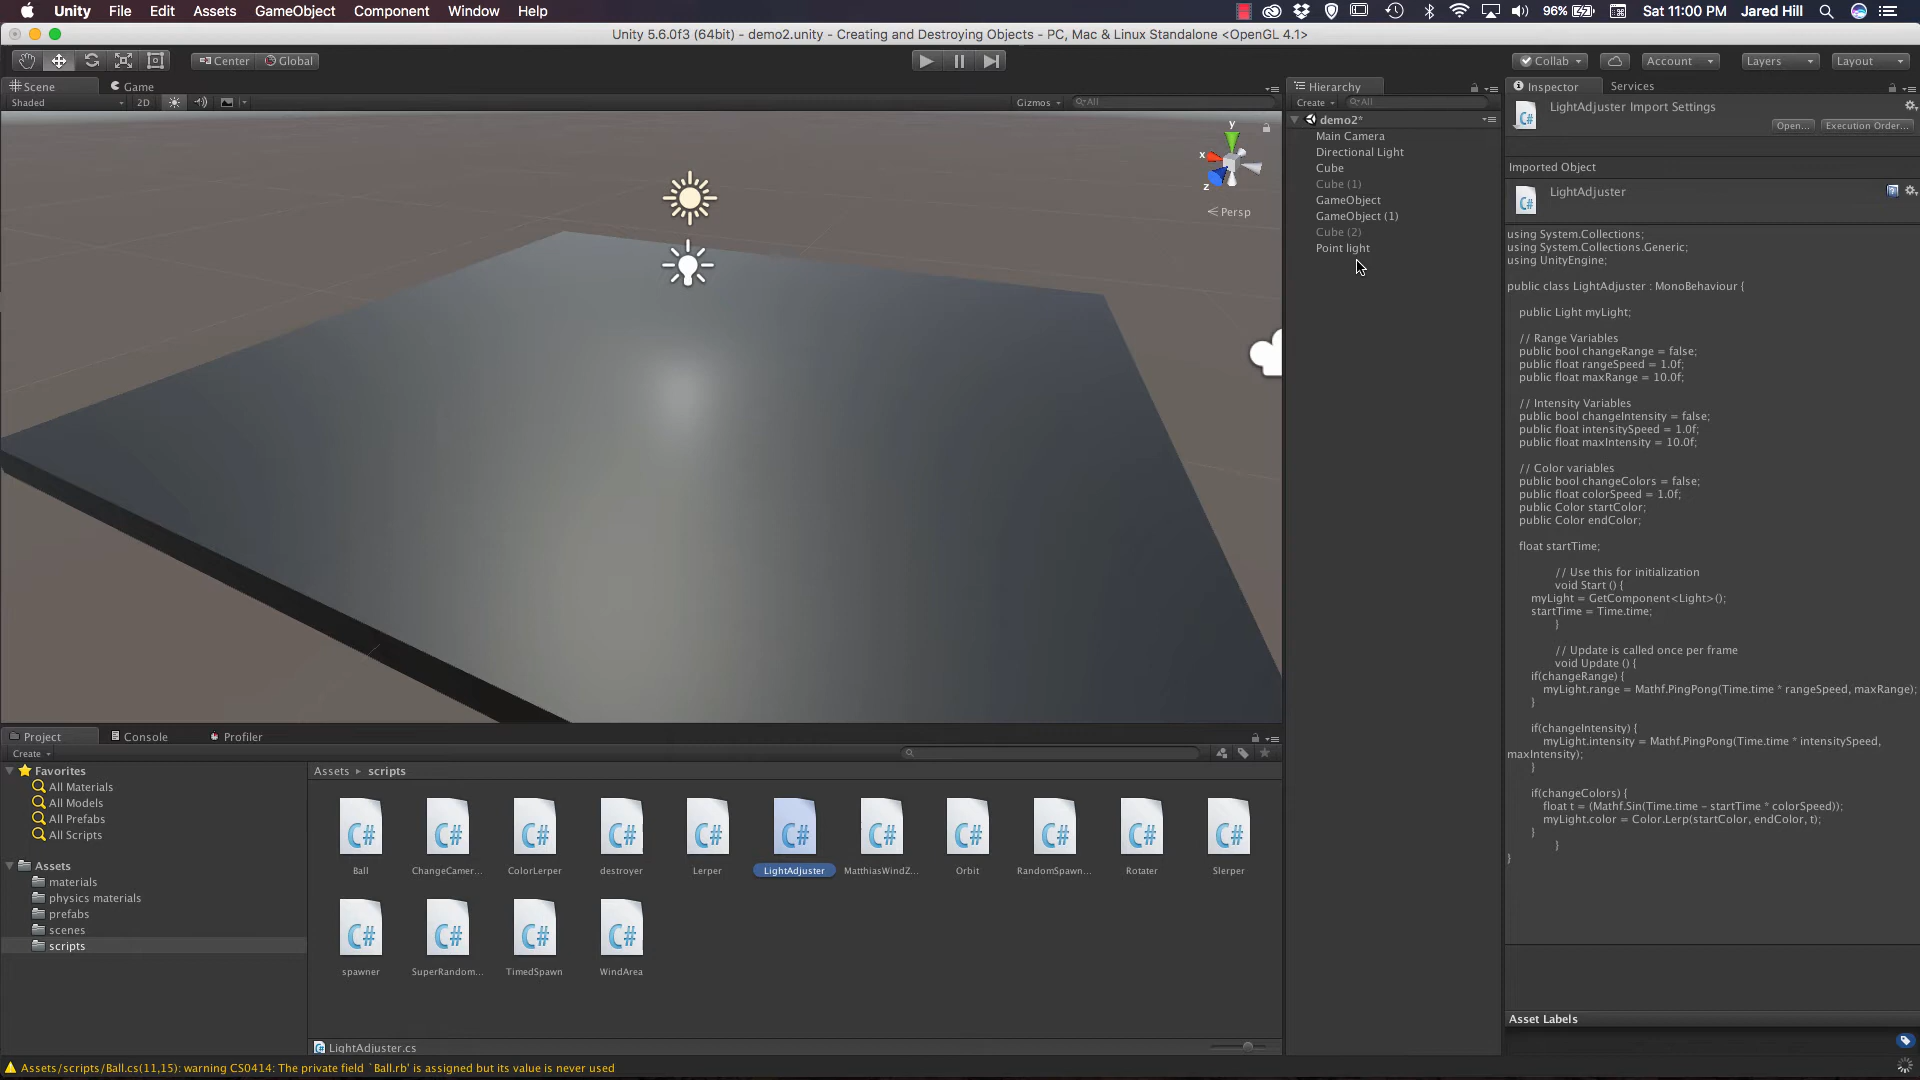 Unity File Edit Assets GameObject Component Window Help 96% Sat 11:00 PM Jared Hill
Unity 5.6.0f3 (64bit) - demo2.unity - Creating and Destroying Objects - PC, Mac & Linux Standalone <OpenGL 4.1>
Center Global Collab Account Layers Layout
Scene Game
Shaded 2D Gizmos All
y
x
z
Persp
Hierarchy
Create All
demo2*
Main Camera
Directional Light
Cube
Cube (1)
GameObject
GameObject (1)
Cube (2)
Point light
Inspector Services
LightAdjuster Import Settings
Open... Execution Order...
Imported Object
LightAdjuster
using System.Collections;
using System.Collections.Generic;
using UnityEngine;
public class LightAdjuster : MonoBehaviour {
public Light myLight;
// Range Variables
public bool changeRange = false;
public float rangeSpeed = 1.0f;
public float maxRange = 10.0f;
// Intensity Variables
public bool changeIntensity = false;
public float intensitySpeed = 1.0f;
public float maxIntensity = 10.0f;
// Color variables
public bool changeColors = false;
public float colorSpeed = 1.0f;
public Color startColor;
public Color endColor;
float startTime;
// Use this for initialization
void Start () {
myLight = GetComponent<Light>();
startTime = Time.time;
}
// Update is called once per frame
void Update () {
if(changeRange) {
myLight.range = Mathf.PingPong(Time.time * rangeSpeed, maxRange);
}
if(changeIntensity) {
myLight.intensity = Mathf.PingPong(Time.time * intensitySpeed,
maxIntensity);
}
if(changeColors) {
float t = (Mathf.Sin(Time.time - startTime * colorSpeed));
myLight.color = Color.Lerp(startColor, endColor, t);
}
}
}
Asset Labels
Project Console Profiler
Create
Favorites
All Materials
All Models
All Prefabs
All Scripts
Assets
materials
physics materials
prefabs
scenes
scripts
Assets ▸ scripts
C# C# C# C# C# C# C# C# C# C# C#
Ball ChangeCamer... ColorLerper destroyer Lerper LightAdjuster MatthiasWindZ... Orbit RandomSpawn... Rotater Slerper
C# C# C# C#
spawner SuperRandom... TimedSpawn WindArea
LightAdjuster.cs
Assets/scripts/Ball.cs(11,15): warning CS0414: The private field `Ball.rb' is assigned but its value is never used